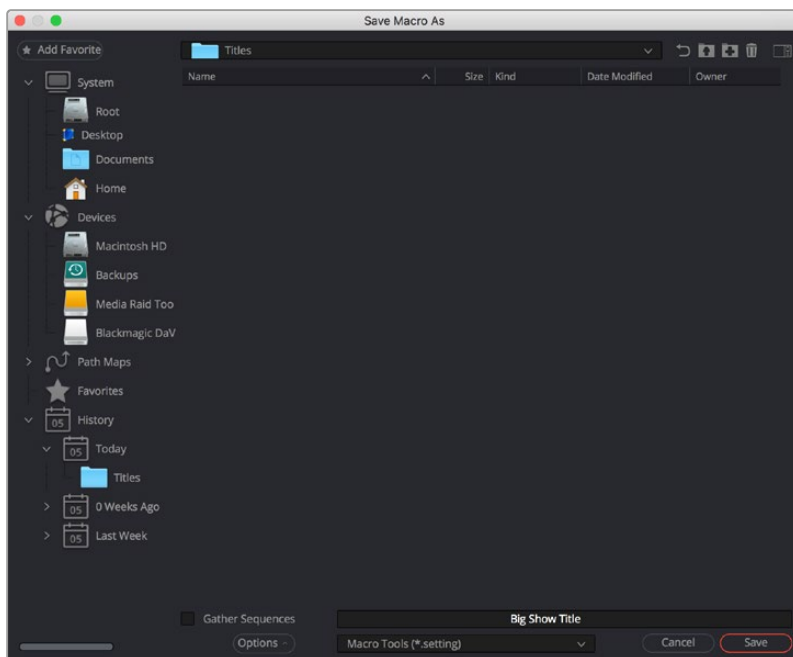 Save Macro As
Add Favorite
Titles
Name Size Kind Date Modified Owner
System
Root
Desktop
Documents
Home
Devices
Macintosh HD
Backups
Media Raid Too
Blackmagic DaV
Path Maps
Favorites
05 History
05 Today
Titles
05 0 Weeks Ago
05 Last Week
Gather Sequences Big Show Title
Options Macro Tools (*.setting) Cancel Save